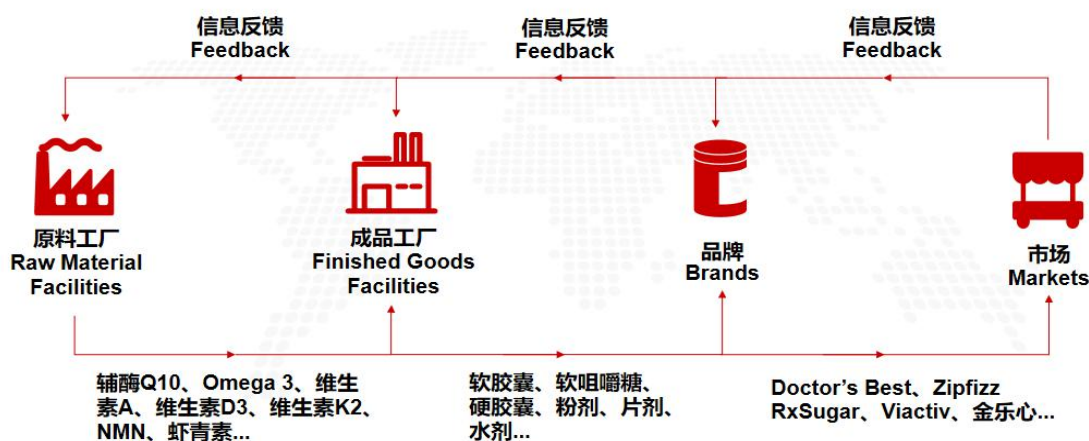 信息反馈
Feedback
信息反馈
Feedback
信息反馈
Feedback
原料工厂
Raw Material
Facilities
成品工厂
Finished Goods
Facilities
品牌
Brands
市场
Markets
辅酶Q10、Omega 3、维生
素A、维生素D3、维生素K2、
NMN、虾青素...
软胶囊、软咀嚼糖、
硬胶囊、粉剂、片剂、
水剂...
Doctor’s Best、Zipfizz
RxSugar、Viactiv、金乐心...